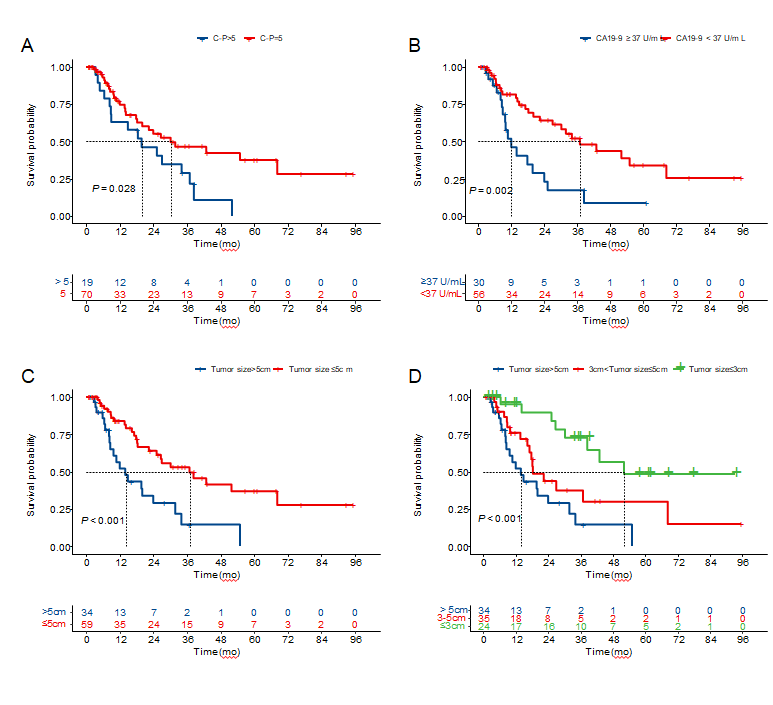 A
C-P>5 C-P=5
Survival probability
1.00
0.75
0.50
0.25
0.00
P = 0.028
0 12 24 36 48 60 72 84 96
Time(mo)
> 5 19 12 8 4 1 0 0 0 0
5 70 33 23 13 9 7 3 2 0
0 12 24 36 48 60 72 84 96
Time(mo)
B
CA19-9 ≥37 U/mL CA19-9 <37 U/mL
Survival probability
1.00
0.75
0.50
0.25
0.00
P = 0.002
0 12 24 36 48 60 72 84 96
Time(mo)
≥37 U/mL 30 9 5 3 1 1 0 0 0
<37 U/mL 56 34 24 14 9 6 3 2 0
0 12 24 36 48 60 72 84 96
Time(mo)
C
Tumor size>5cm Tumor size ≤5cm
Survival probability
1.00
0.75
0.50
0.25
0.00
P < 0.001
0 12 24 36 48 60 72 84 96
Time(mo)
>5cm 34 13 7 2 1 0 0 0 0
≤5cm 59 35 24 15 9 7 3 2 0
0 12 24 36 48 60 72 84 96
Time(mo)
D
Tumor size>5cm 3cm<Tumor size≤5cm Tumor size≤3cm
Survival probability
1.00
0.75
0.50
0.25
0.00
P < 0.001
0 12 24 36 48 60 72 84 96
Time(mo)
> 5cm 34 13 7 2 1 0 0 0 0
3-5cm 35 18 8 5 2 2 1 1 0
≤3cm 24 17 16 10 7 5 2 1 0
0 12 24 36 48 60 72 84 96
Time(mo)